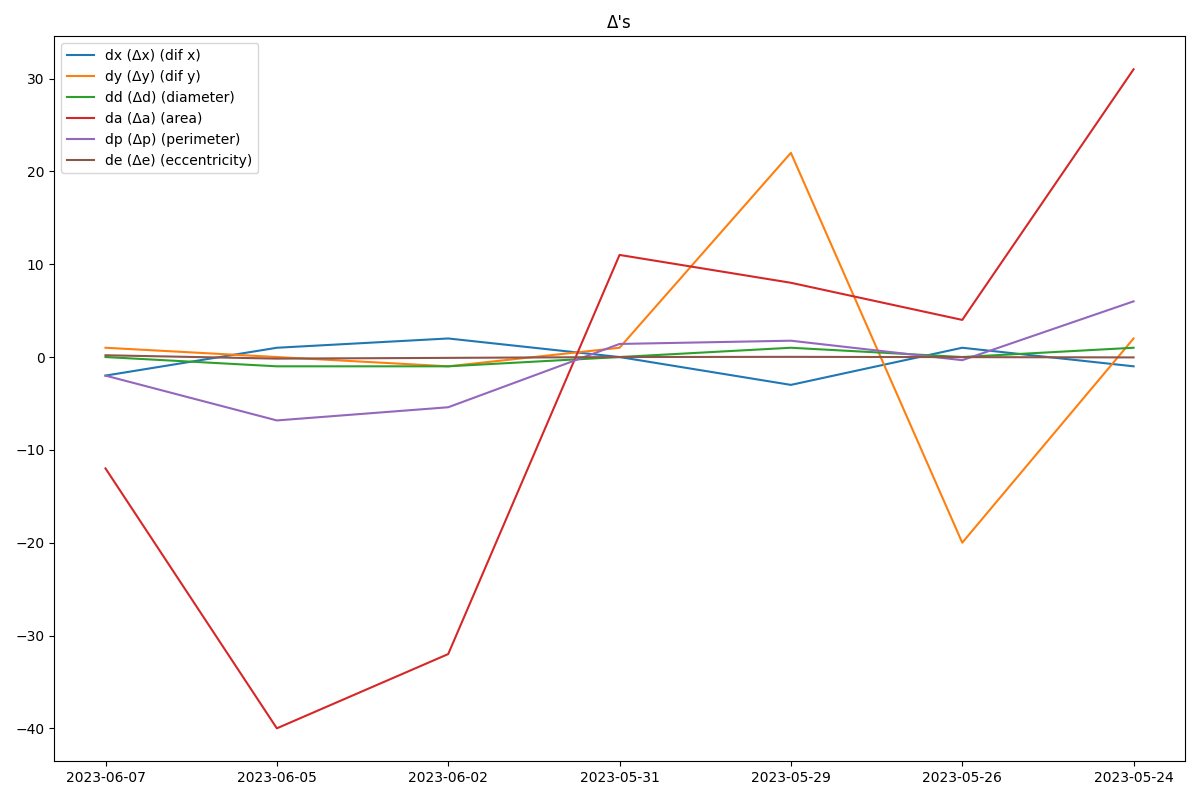 Δ's
dx (Δx) (dif x)
dy (Δy) (dif y)
dd (Δd) (diameter)
da (Δa) (area)
dp (Δp) (perimeter)
de (Δe) (eccentricity)
30
20
10
0
−10
−20
−30
−40
2023-06-07 2023-06-05 2023-06-02 2023-05-31 2023-05-29 2023-05-26 2023-05-24